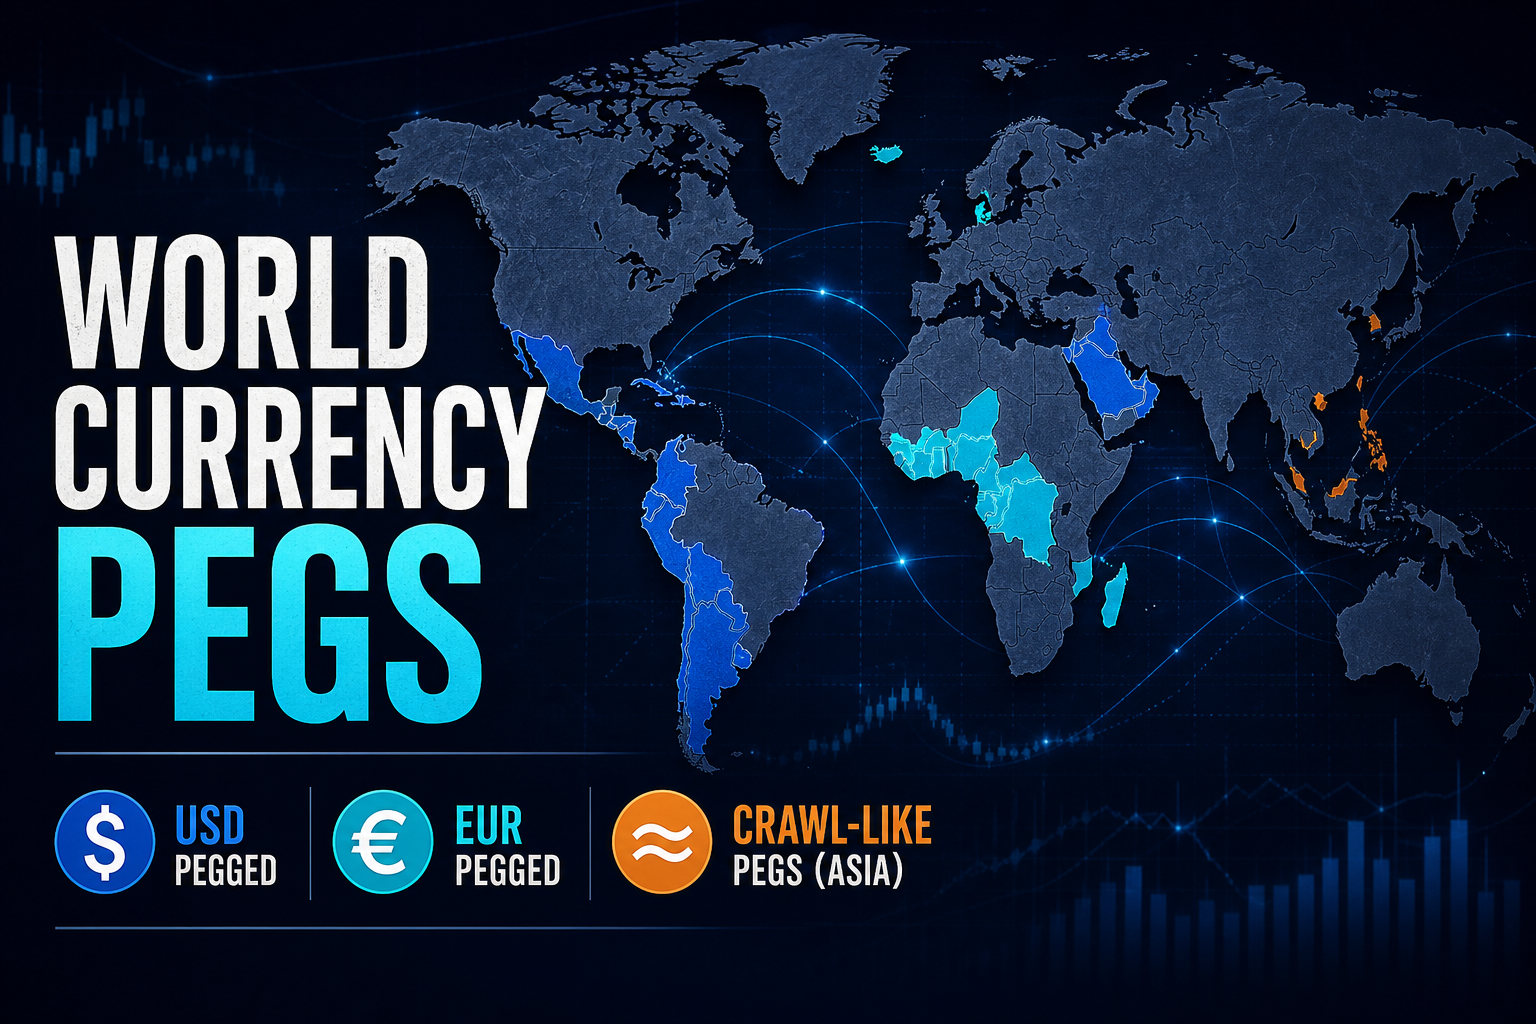 WORLD
CURRENCY
PEGS
$
USD
PEGGED
€
EUR
PEGGED
≈
CRAWL-LIKE
PEGS (ASIA)